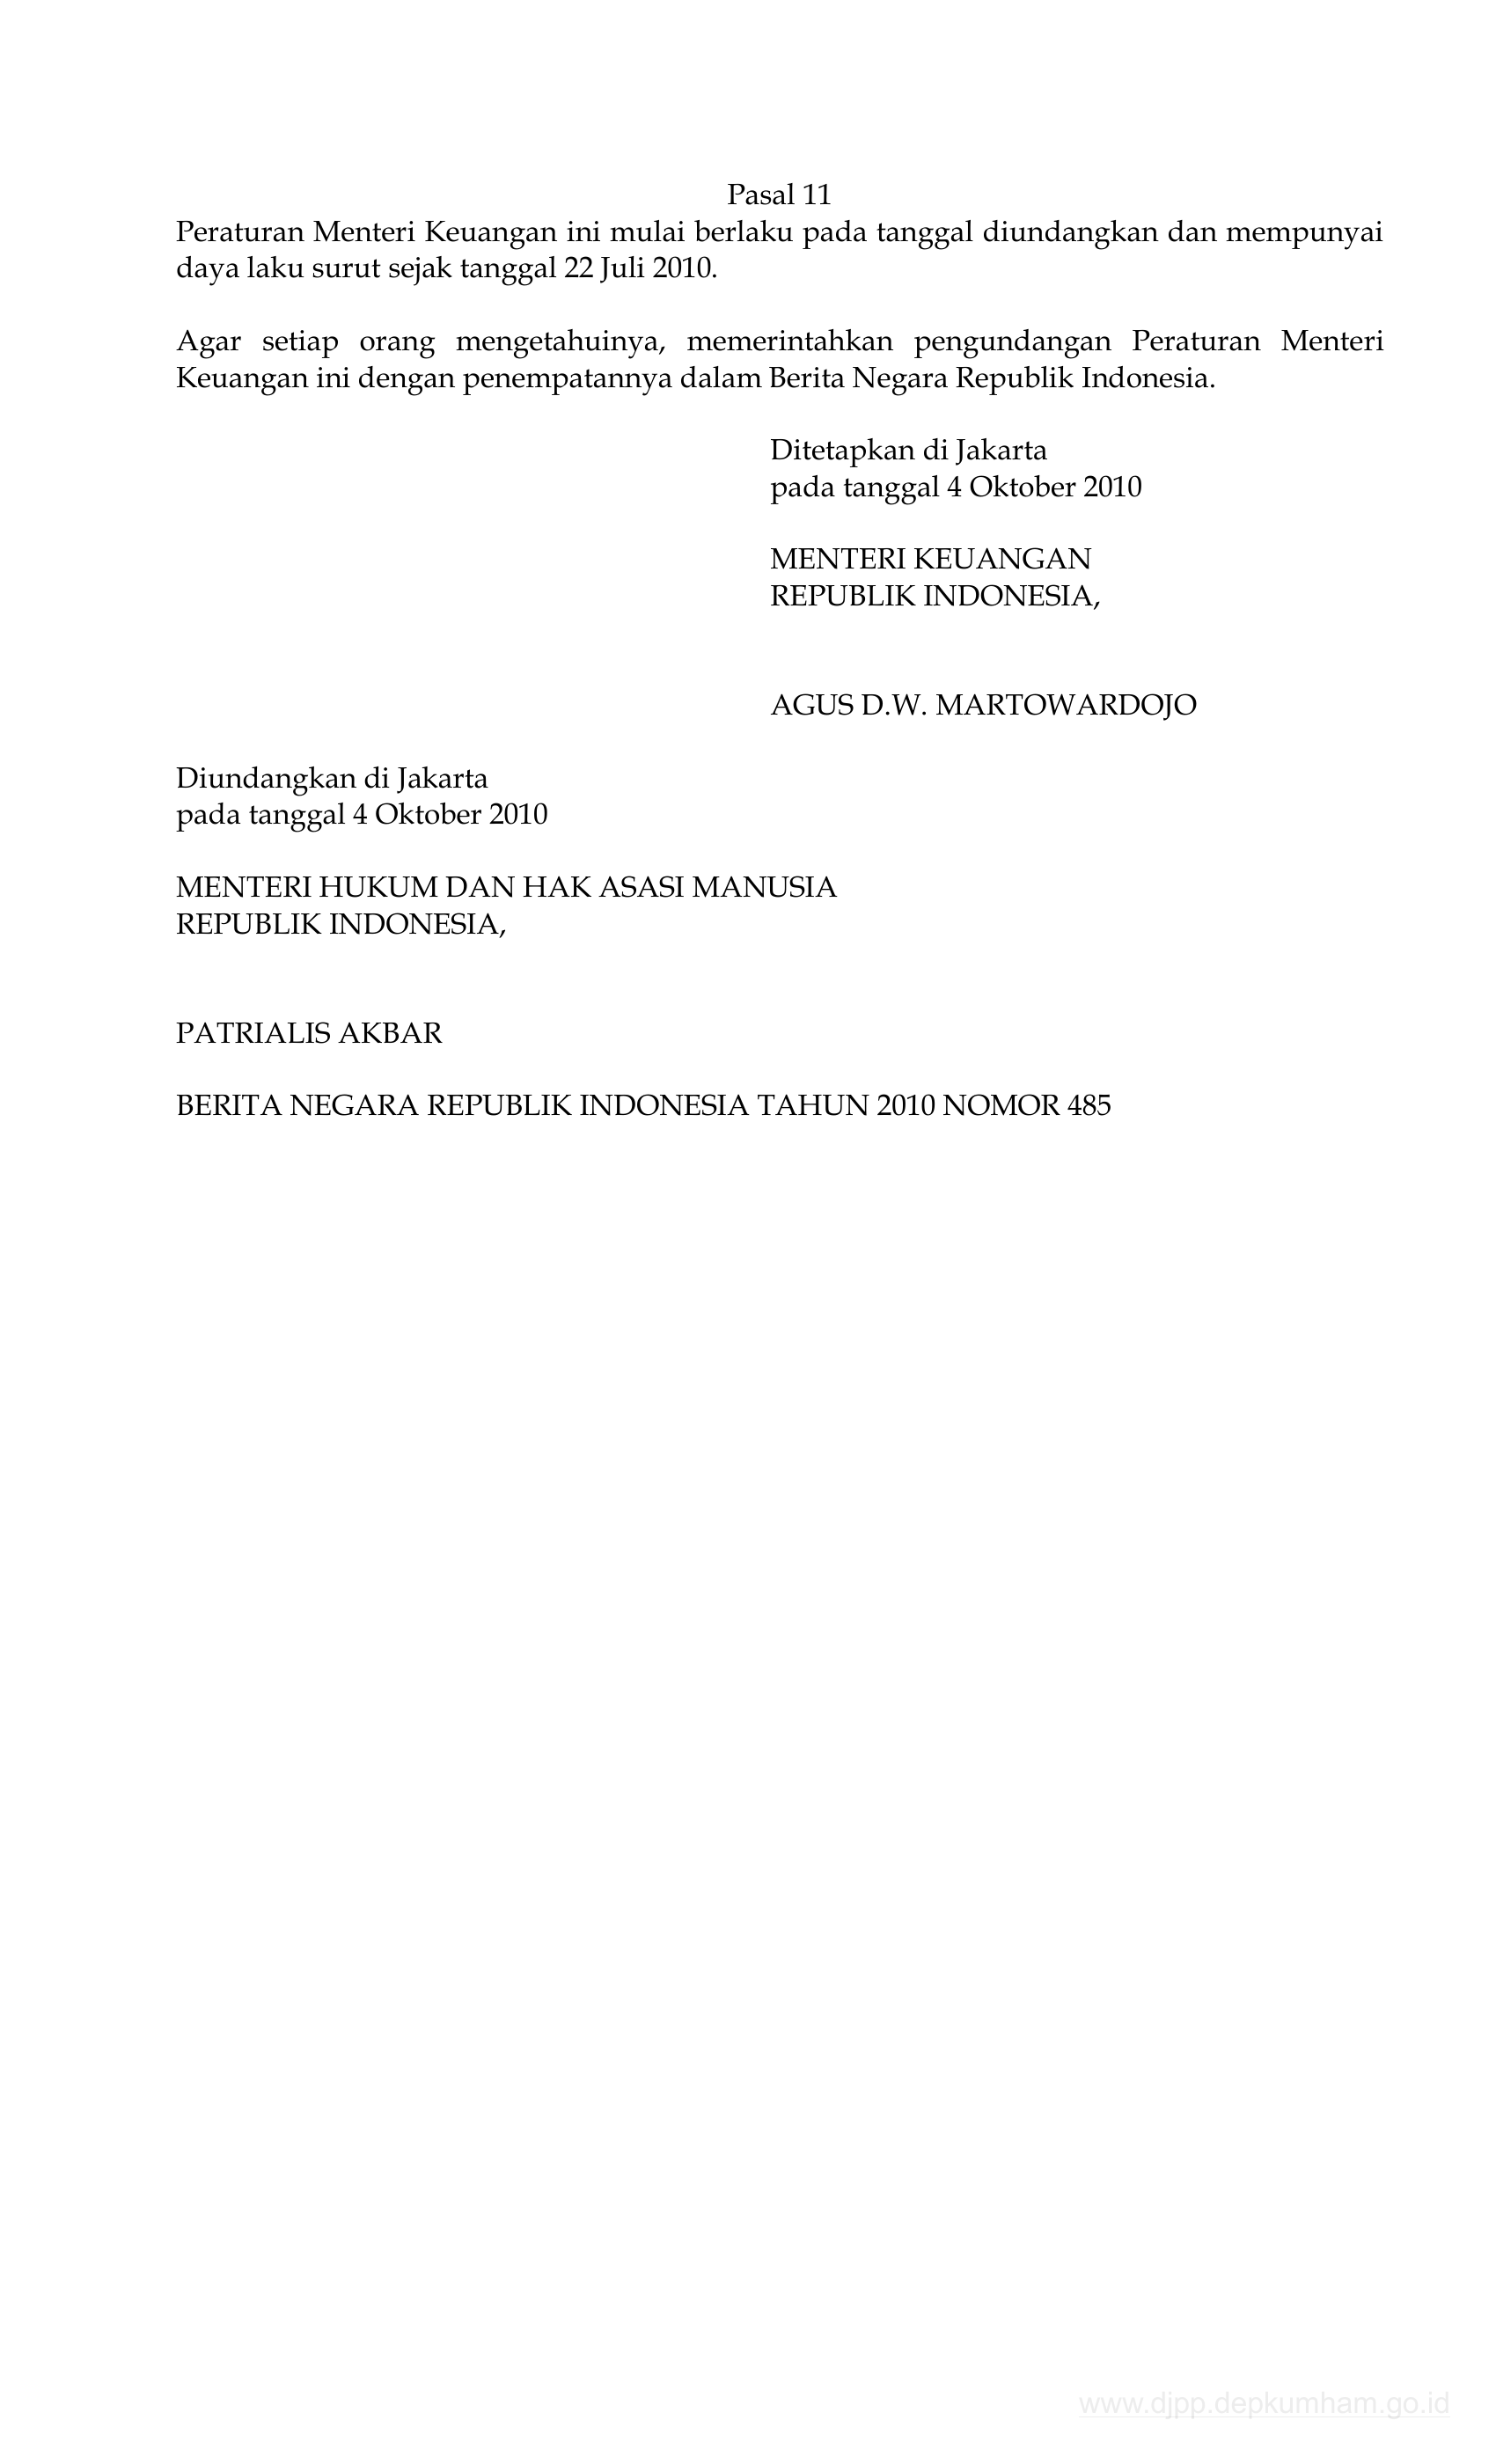 Pasal 11
Peraturan Menteri Keuangan ini mulai berlaku pada tanggal diundangkan dan mempunyai
daya laku surut sejak tanggal 22 Juli 2010.
Agar setiap orang mengetahuinya, memerintahkan pengundangan Peraturan Menteri
Keuangan ini dengan penempatannya dalam Berita Negara Republik Indonesia.
Ditetapkan di Jakarta
pada tanggal 4 Oktober 2010
MENTERI KEUANGAN
REPUBLIK INDONESIA,
AGUS D.W. MARTOWARDOJO
Diundangkan di Jakarta
pada tanggal 4 Oktober 2010
MENTERI HUKUM DAN HAK ASASI MANUSIA
REPUBLIK INDONESIA,
PATRIALIS AKBAR
BERITA NEGARA REPUBLIK INDONESIA TAHUN 2010 NOMOR 485
www.djpp.depkumham.go.id